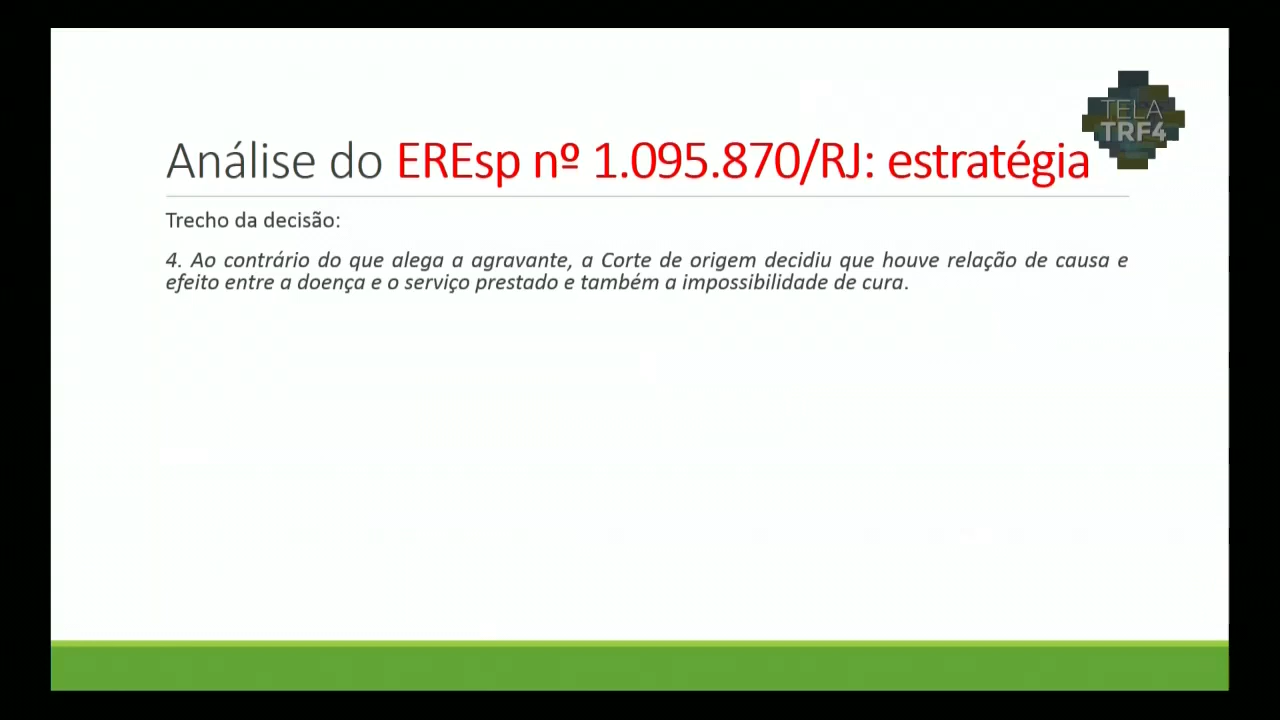 TELA
TRF4
Análise do EREsp nº 1.095.870/RJ: estratégia
Trecho da decisão:
4. Ao contrário do que alega a agravante, a Corte de origem decidiu que houve relação de causa e
efeito entre a doença e o serviço prestado e também a impossibilidade de cura.